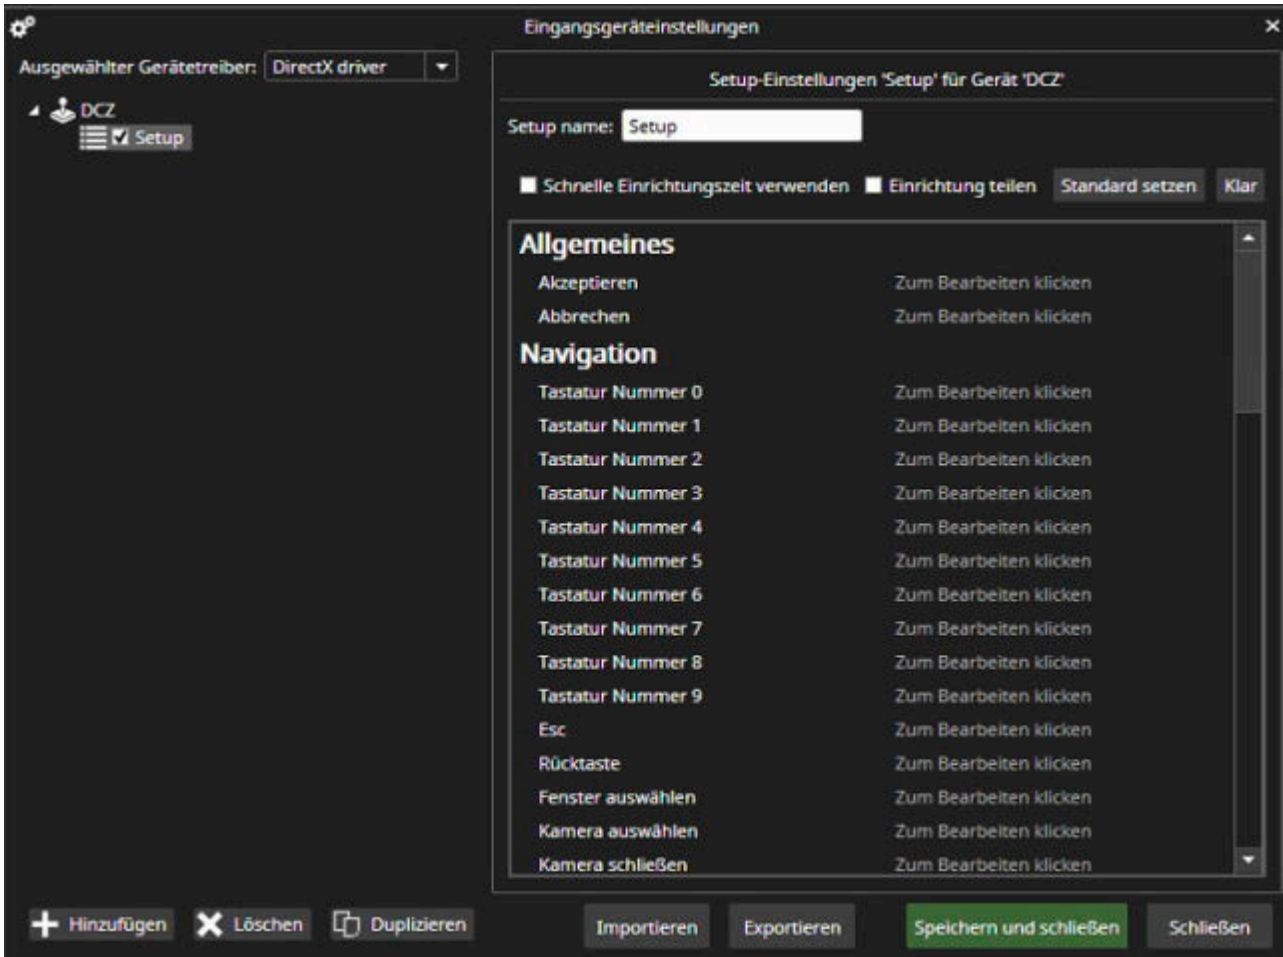 Eingangsgeräteinstellungen
Ausgewählter Gerätetreiber: DirectX driver
Setup-Einstellungen 'Setup' für Gerät 'DCZ'
DCZ
Setup
Setup name: Setup
Schnelle Einrichtungszeit verwenden Einrichtung teilen Standard setzen Klar
Allgemeines
Akzeptieren Zum Bearbeiten klicken
Abbrechen Zum Bearbeiten klicken
Navigation
Tastatur Nummer 0 Zum Bearbeiten klicken
Tastatur Nummer 1 Zum Bearbeiten klicken
Tastatur Nummer 2 Zum Bearbeiten klicken
Tastatur Nummer 3 Zum Bearbeiten klicken
Tastatur Nummer 4 Zum Bearbeiten klicken
Tastatur Nummer 5 Zum Bearbeiten klicken
Tastatur Nummer 6 Zum Bearbeiten klicken
Tastatur Nummer 7 Zum Bearbeiten klicken
Tastatur Nummer 8 Zum Bearbeiten klicken
Tastatur Nummer 9 Zum Bearbeiten klicken
Esc Zum Bearbeiten klicken
Rücktaste Zum Bearbeiten klicken
Fenster auswählen Zum Bearbeiten klicken
Kamera auswählen Zum Bearbeiten klicken
Kamera schließen Zum Bearbeiten klicken
Hinzufügen Löschen Duplizieren Importieren Exportieren Speichern und schließen Schließen